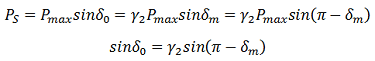 P_S = P_max sinδ_0 = γ_2 P_max sinδ_m = γ_2 P_max sin(π − δ_m)
sinδ_0 = γ_2 sin(π − δ_m)